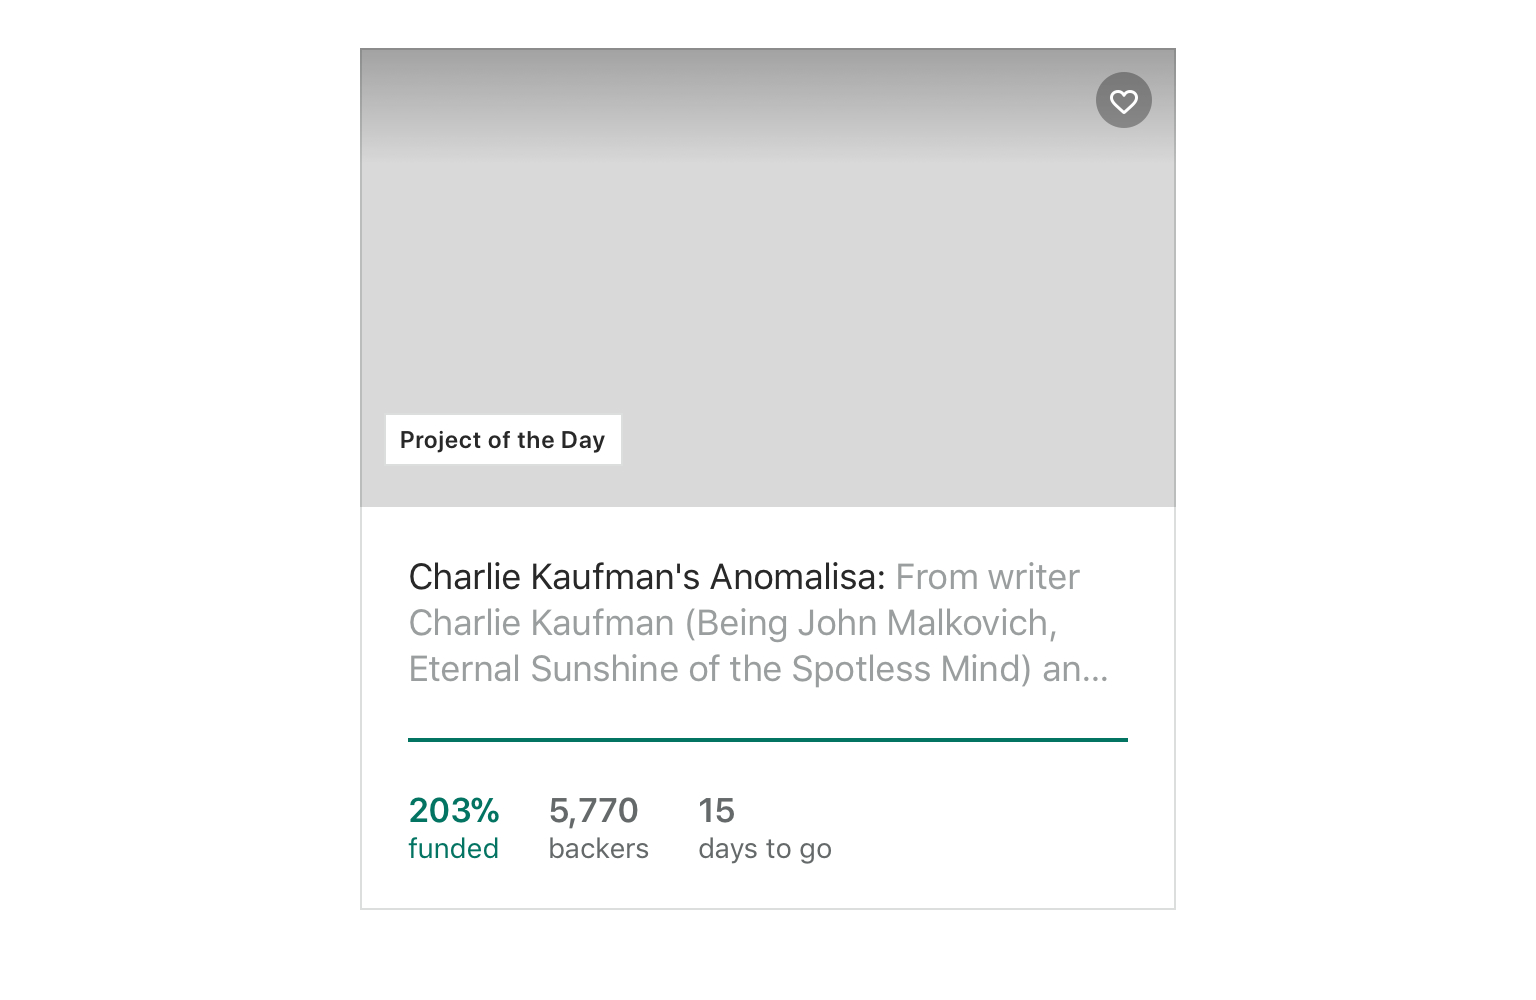 Project of the Day
Charlie Kaufman's Anomalisa: From writer
Charlie Kaufman (Being John Malkovich,
Eternal Sunshine of the Spotless Mind) an...
203% 5,770 15
funded backers days to go